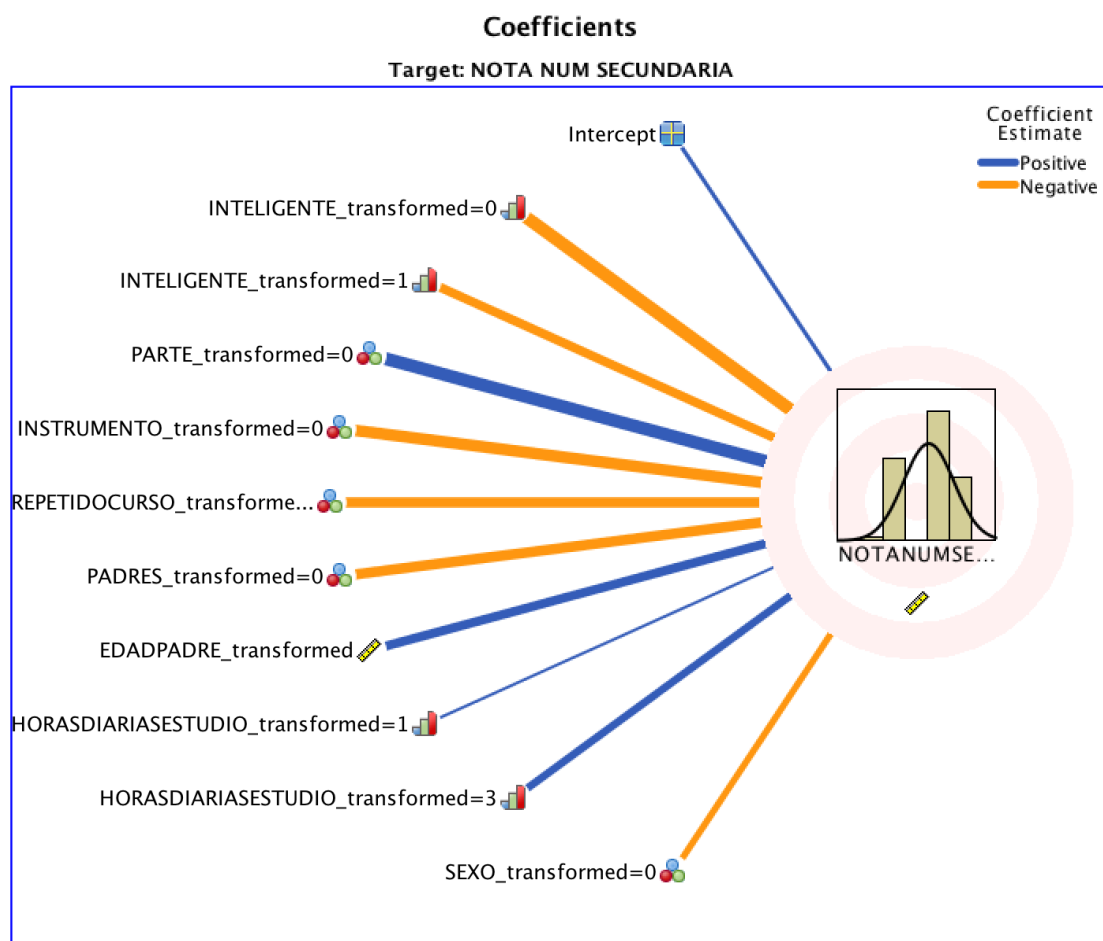 Coefficients
Target: NOTA NUM SECUNDARIA
Coefficient
Estimate
Positive
Negative
Intercept
INTELIGENTE_transformed=0
INTELIGENTE_transformed=1
PARTE_transformed=0
INSTRUMENTO_transformed=0
REPETIDOCURSO_transforme...
PADRES_transformed=0
EDADPADRE_transformed
HORASDIARIASESTUDIO_transformed=1
HORASDIARIASESTUDIO_transformed=3
SEXO_transformed=0
NOTANUMSE...